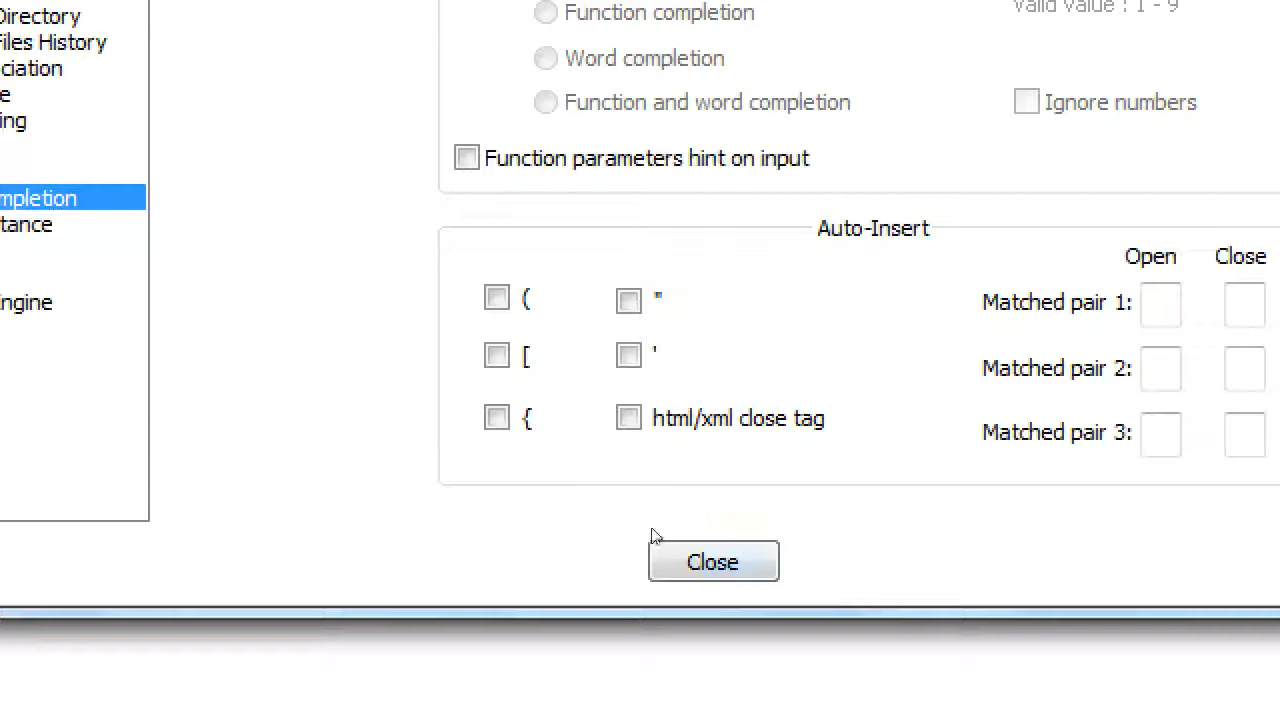 Directory
Files History
ciation
e
ing
mpletion
tance
ngine
Function completion
Valid value : 1 - 9
Word completion
Function and word completion
Ignore numbers
Function parameters hint on input
Auto-Insert
Open Close
( " Matched pair 1:
[ ' Matched pair 2:
{ html/xml close tag Matched pair 3:
Close